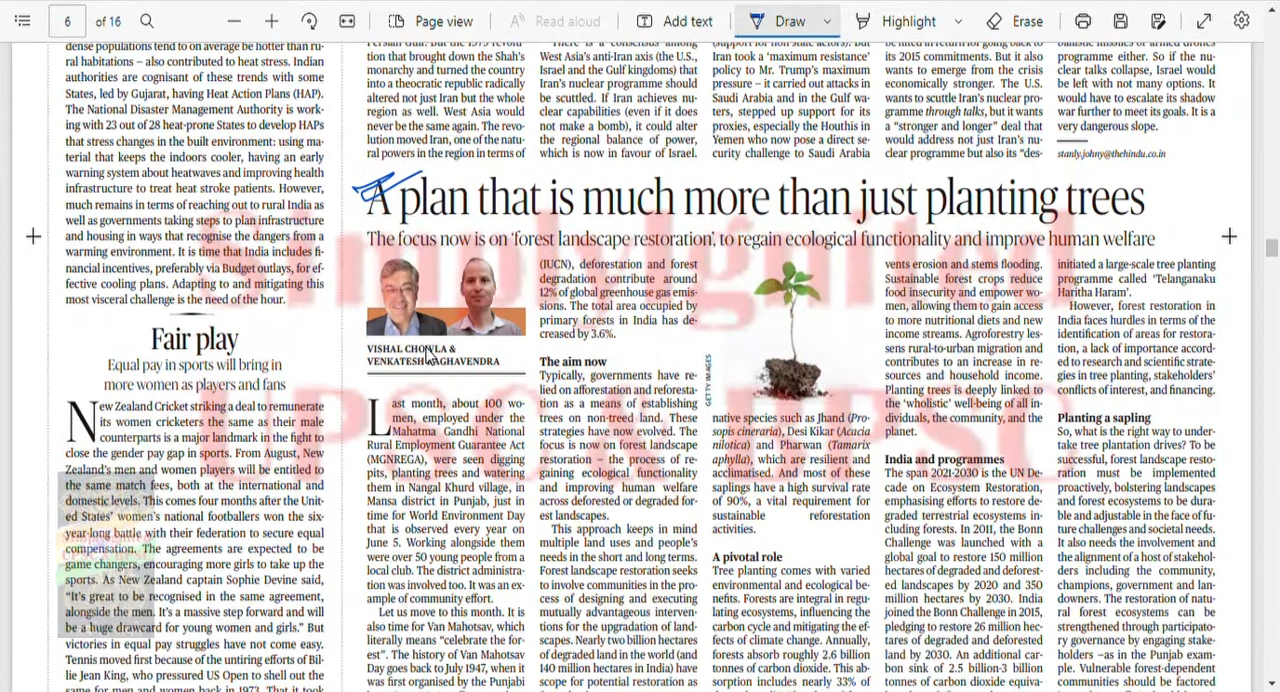 6
of 16
Page view
Read aloud
Add text
Draw
Highlight
Erase
dense populations tend to on average be hotter than ru-
ral habitations – also contributed to heat stress. Indian
authorities are cognisant of these trends with some
States, led by Gujarat, having Heat Action Plans (HAP).
The National Disaster Management Authority is work-
ing with 23 out of 28 heat-prone States to develop HAPs
that stress changes in the built environment: using ma-
terial that keeps the indoors cooler, having an early
warning system about heatwaves and improving health
infrastructure to treat heat stroke patients. However,
much remains in terms of reaching out to rural India as
well as governments taking steps to plan infrastructure
and housing in ways that recognise the dangers from a
warming environment. It is time that India includes fi-
nancial incentives, preferably via Budget outlays, for ef-
fective cooling plans. Adapting to and mitigating this
most visceral challenge is the need of the hour.
Fair play
Equal pay in sports will bring in
more women as players and fans
New Zealand Cricket striking a deal to remunerate
its women cricketers the same as their male
counterparts is a major landmark in the fight to
close the gender pay gap in sports. From August, New
Zealand's men and women players will be entitled to
the same match fees, both at the international and
domestic levels. This comes four months after the Unit-
ed States' women's national footballers won the six-
year-long battle with their federation to secure equal
compensation. The agreements are expected to be
game changers, encouraging more girls to take up the
sports. As New Zealand captain Sophie Devine said,
"It's great to be recognised in the same agreement,
alongside the men. It's a massive step forward and will
be a huge drawcard for young women and girls." But
victories in equal pay struggles have not come easy.
Tennis moved first because of the untiring efforts of Bil-
lie Jean King, who pressured US Open to shell out the
same for men and women back in 1973. That it took
Persian Gulf. But the 1979 revolu-
tion that brought down the Shah's
monarchy and turned the country
into a theocratic republic radically
altered not just Iran but the whole
region as well. West Asia would
never be the same again. The revo-
lution moved Iran, one of the natu-
ral powers in the region in terms of
There is a consensus among
West Asia's anti-Iran axis (the U.S.,
Israel and the Gulf kingdoms) that
Iran's nuclear programme should
be scuttled. If Iran achieves nu-
clear capabilities (even if it does
not make a bomb), it could alter
the regional balance of power,
which is now in favour of Israel.
(support for non state actors). But
Iran took a 'maximum resistance'
policy to Mr. Trump's maximum
pressure – it carried out attacks in
Saudi Arabia and in the Gulf wa-
ters, stepped up support for its
proxies, especially the Houthis in
Yemen who now pose a direct se-
curity challenge to Saudi Arabia
be lifted in return for going back to
its 2015 commitments. But it also
wants to emerge from the crisis
economically stronger. The U.S.
wants to scuttle Iran's nuclear pro-
gramme through talks, but it wants
a "stronger and longer" deal that
would address not just Iran's nu-
clear programme but also its "des-
ballistic missiles or armed drones
programme either. So if the nu-
clear talks collapse, Israel would
be left with not many options. It
would have to escalate its shadow
war further to meet its goals. It is a
very dangerous slope.
stanly.johny@thehindu.co.in
A plan that is much more than just planting trees
The focus now is on 'forest landscape restoration', to regain ecological functionality and improve human welfare
VISHAL CHOWLA &
VENKATESH RAGHAVENDRA
Last month, about 100 wo-
men, employed under the
Mahatma Gandhi National
Rural Employment Guarantee Act
(MGNREGA), were seen digging
pits, planting trees and watering
them in Nangal Khurd village, in
Mansa district in Punjab, just in
time for World Environment Day
that is observed every year on
June 5. Working alongside them
were over 50 young people from a
local club. The district administra-
tion was involved too. It was an ex-
ample of community effort.
Let us move to this month. It is
also time for Van Mahotsav, which
literally means "celebrate the for-
est". The history of Van Mahotsav
Day goes back to July 1947, when it
was first organised by the Punjabi
(IUCN), deforestation and forest
degradation contribute around
12% of global greenhouse gas emis-
sions. The total area occupied by
primary forests in India has de-
creased by 3.6%.
The aim now
Typically, governments have re-
lied on afforestation and reforesta-
tion as a means of establishing
trees on non-treed land. These
strategies have now evolved. The
focus is now on forest landscape
restoration – the process of re-
gaining ecological functionality
and improving human welfare
across deforested or degraded for-
est landscapes.
This approach keeps in mind
multiple land uses and people's
needs in the short and long terms.
Forest landscape restoration seeks
to involve communities in the pro-
cess of designing and executing
mutually advantageous interven-
tions for the upgradation of land-
scapes. Nearly two billion hectares
of degraded land in the world (and
140 million hectares in India) have
scope for potential restoration as
GETTY IMAGES
native species such as Jhand (Pro-
sopis cineraria), Desi Kikar (Acacia
nilotica) and Pharwan (Tamarix
aphylla), which are resilient and
acclimatised. And most of these
saplings have a high survival rate
of 90%, a vital requirement for
sustainable reforestation
activities.
A pivotal role
Tree planting comes with varied
environmental and ecological be-
nefits. Forests are integral in regu-
lating ecosystems, influencing the
carbon cycle and mitigating the ef-
fects of climate change. Annually,
forests absorb roughly 2.6 billion
tonnes of carbon dioxide. This ab-
sorption includes nearly 33% of
vents erosion and stems flooding.
Sustainable forest crops reduce
food insecurity and empower wo-
men, allowing them to gain access
to more nutritional diets and new
income streams. Agroforestry les-
sens rural-to-urban migration and
contributes to an increase in re-
sources and household income.
Planting trees is deeply linked to
the 'wholistic' well-being of all in-
dividuals, the community, and the
planet.
India and programmes
The span 2021-2030 is the UN De-
cade on Ecosystem Restoration,
emphasising efforts to restore de-
graded terrestrial ecosystems in-
cluding forests. In 2011, the Bonn
Challenge was launched with a
global goal to restore 150 million
hectares of degraded and deforest-
ed landscapes by 2020 and 350
million hectares by 2030. India
joined the Bonn Challenge in 2015,
pledging to restore 26 million hec-
tares of degraded and deforested
land by 2030. An additional car-
bon sink of 2.5 billion-3 billion
tonnes of carbon dioxide equiva-
initiated a large-scale tree planting
programme called 'Telanganaku
Haritha Haram'.
However, forest restoration in
India faces hurdles in terms of the
identification of areas for restora-
tion, a lack of importance accord-
ed to research and scientific strate-
gies in tree planting, stakeholders'
conflicts of interest, and financing.
Planting a sapling
So, what is the right way to under-
take tree plantation drives? To be
successful, forest landscape resto-
ration must be implemented
proactively, bolstering landscapes
and forest ecosystems to be dura-
ble and adjustable in the face of fu-
ture challenges and societal needs.
It also needs the involvement and
the alignment of a host of stakehol-
ders including the community,
champions, government and lan-
downers. The restoration of natu-
ral forest ecosystems can be
strengthened through participato-
ry governance by engaging stake-
holders –as in the Punjab exam-
ple. Vulnerable forest-dependent
communities should be factored